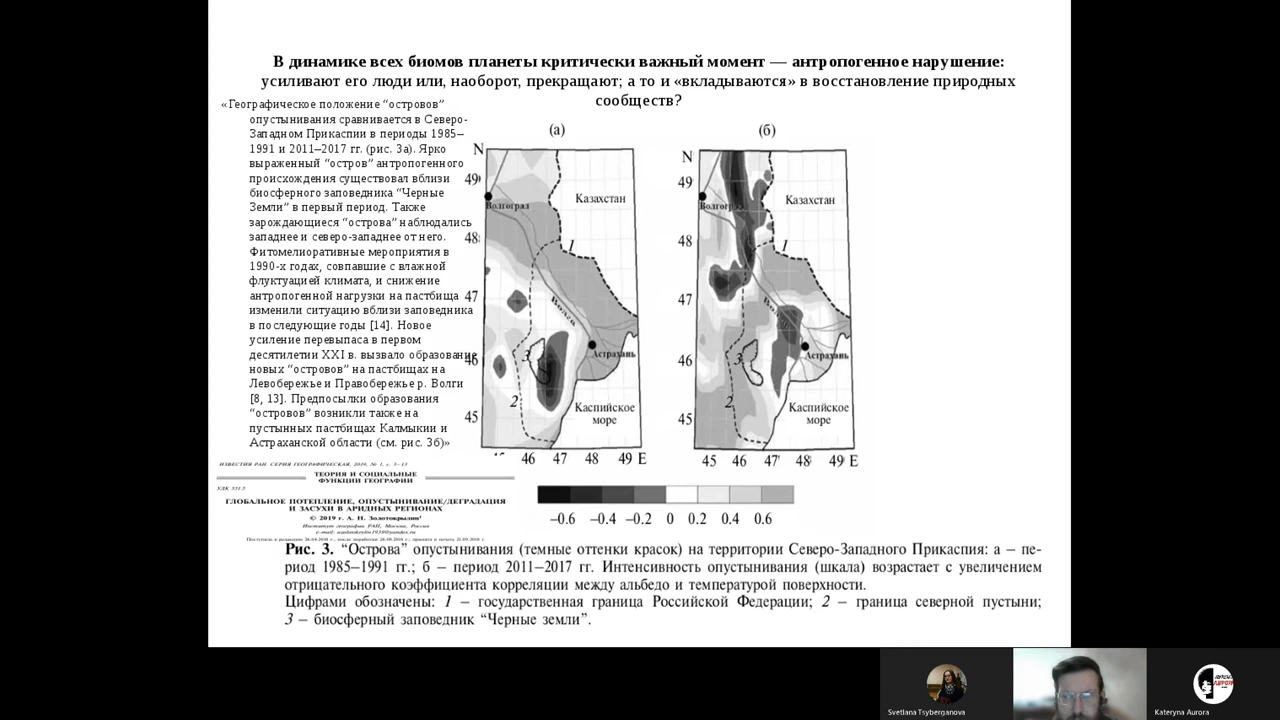 В динамике всех биомов планеты критически важный момент — антропогенное нарушение:
усиливают его люди или, наоборот, прекращают; а то и «вкладываются» в восстановление природных
сообществ?
«Географическое положение “островов”
опустынивания сравнивается в Северо-
Западном Прикаспии в периоды 1985–
1991 и 2011–2017 гг. (рис. 3а). Ярко
выраженный “остров” антропогенного
происхождения существовал вблизи
биосферного заповедника “Черные
Земли” в первый период. Также
зарождающиеся “острова” наблюдались
западнее и северо-западнее от него.
Фитомелиоративные мероприятия в
1990-х годах, совпавшие с влажной
флуктуацией климата, и снижение
антропогенной нагрузки на пастбища
изменили ситуацию вблизи заповедника
в последующие годы [14]. Новое
усиление перевыпаса в первом
десятилетии XXI в. вызвало образование
новых “островов” на пастбищах на
Левобережье и Правобережье р. Волги
[8, 13]. Предпосылки образования
“островов” возникли также на
пустынных пастбищах Калмыкии и
Астраханской области (см. рис. 3б)»
(а)
N
49
48
47
46
45
Волгоград
Казахстан
1
Волга
3
Астрахань
2
Каспийское
море
46 47 48 49 E
(б)
N
49
48
47
46
45
Волгоград
Казахстан
1
3
Астрахань
2
Каспийское
море
45 46 47 48 49 E
–0.6 –0.4 –0.2 0 0.2 0.4 0.6
ИЗВЕСТИЯ РАН. СЕРИЯ ГЕОГРАФИЧЕСКАЯ, 2019, № 1, с. 3–13
ТЕОРИЯ И СОЦИАЛЬНЫЕ
ФУНКЦИИ ГЕОГРАФИИ
УДК 551.5
ГЛОБАЛЬНОЕ ПОТЕПЛЕНИЕ, ОПУСТЫНИВАНИЕ/ДЕГРАДАЦИЯ
И ЗАСУХИ В АРИДНЫХ РЕГИОНАХ
© 2019 г. А. Н. Золотокрылин
Институт географии РАН, Москва, Россия
Рис. 3. “Острова” опустынивания (темные оттенки красок) на территории Северо-Западного Прикаспия: а – пе-
риод 1985–1991 гг.; б – период 2011–2017 гг. Интенсивность опустынивания (шкала) возрастает с увеличением
отрицательного коэффициента корреляции между альбедо и температурой поверхности.
Цифрами обозначены: 1 – государственная граница Российской Федерации; 2 – граница северной пустыни;
3 – биосферный заповедник “Черные земли”.
Svetlana Tsyberganova
Kateryna Aurora